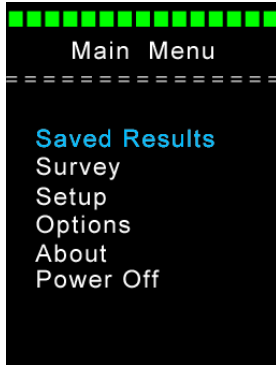 Main Menu
================
Saved Results
Survey
Setup
Options
About
Power Off